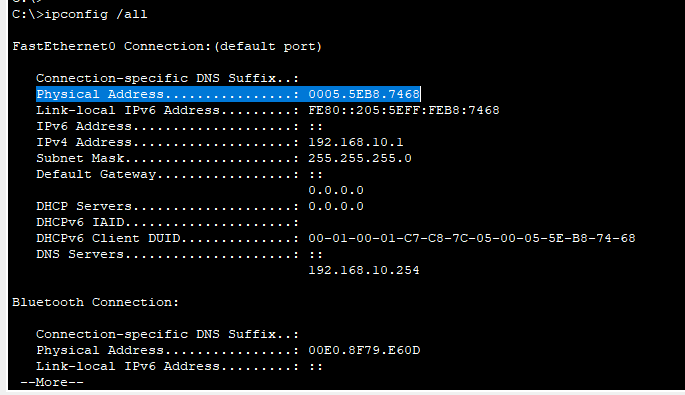 C:\>
C:\>ipconfig /all
FastEthernet0 Connection:(default port)
Connection-specific DNS Suffix..:
Physical Address................: 0005.5EB8.7468
Link-local IPv6 Address.........: FE80::205:5EFF:FEB8:7468
IPv6 Address....................: ::
IPv4 Address....................: 192.168.10.1
Subnet Mask.....................: 255.255.255.0
Default Gateway.................: ::
0.0.0.0
DHCP Servers....................: 0.0.0.0
DHCPv6 IAID.....................:
DHCPv6 Client DUID..............: 00-01-00-01-C7-C8-7C-05-00-05-5E-B8-74-68
DNS Servers.....................: ::
192.168.10.254
Bluetooth Connection:
Connection-specific DNS Suffix..:
Physical Address................: 00E0.8F79.E60D
Link-local IPv6 Address.........: ::
--More--